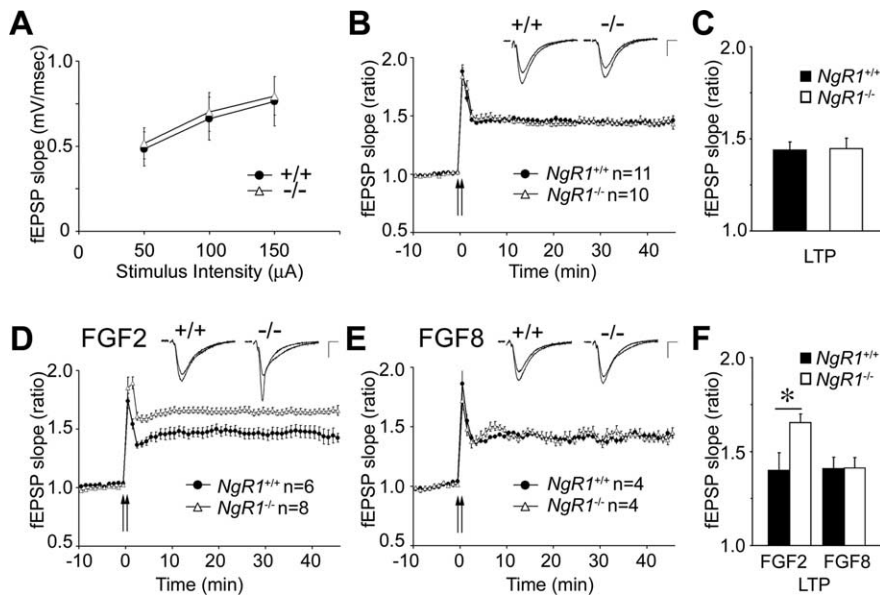 A
fEPSP slope (mV/msec)
1.0
0.5
0
0 50 100 150
Stimulus Intensity (µA)
+/+
-/-
B
+/+ -/-
fEPSP slope (ratio)
2.0
1.5
1.0
0.5
NgR1+/+ n=11
NgR1-/- n=10
-10 0 10 20 30 40
Time (min)
C
NgR1+/+
NgR1-/-
fEPSP slope (ratio)
2.0
1.5
1.0
LTP
D FGF2
+/+ -/-
fEPSP slope (ratio)
2.0
1.5
1.0
0.5
NgR1+/+ n=6
NgR1-/- n=8
-10 0 10 20 30 40
Time (min)
E FGF8
+/+ -/-
fEPSP slope (ratio)
2.0
1.5
1.0
0.5
NgR1+/+ n=4
NgR1-/- n=4
-10 0 10 20 30 40
Time (min)
F
NgR1+/+
NgR1-/-
fEPSP slope (ratio)
2.0
1.5
1.0
*
FGF2 FGF8
LTP